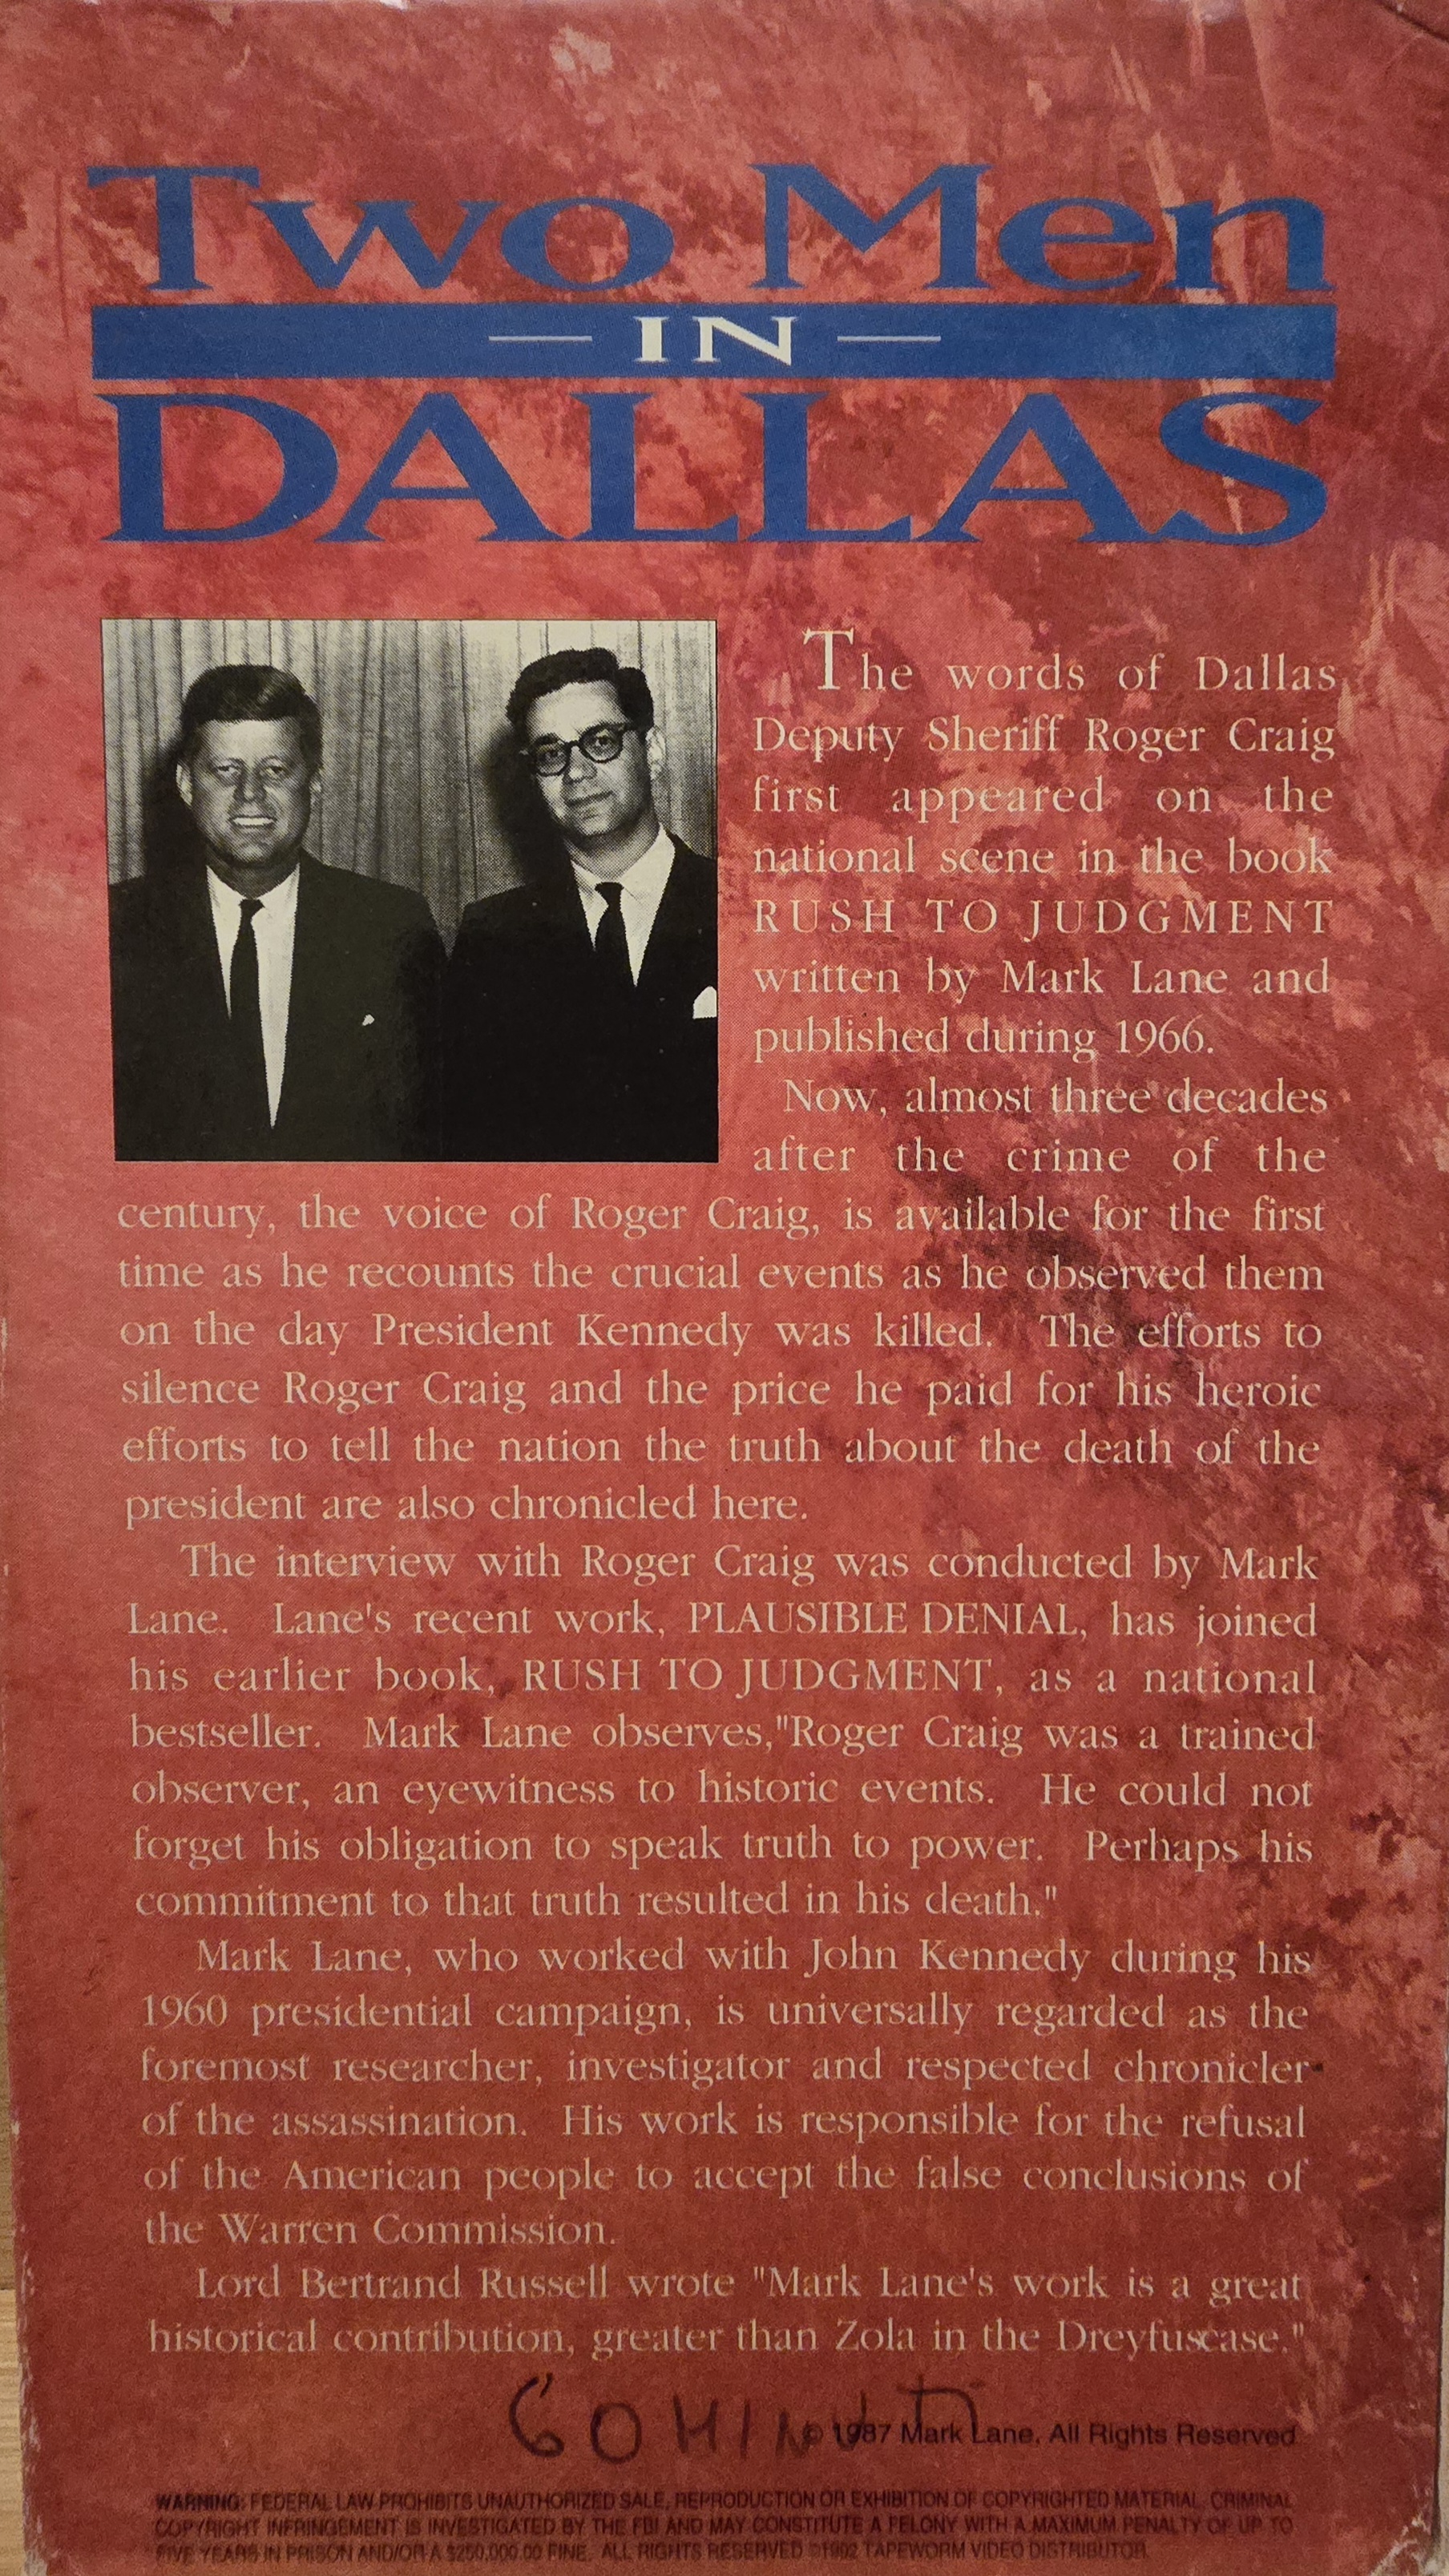 Two Men
— IN —
DALLAS
The words of Dallas
Deputy Sheriff Roger Craig
first appeared on the
national scene in the book
RUSH TO JUDGMENT
written by Mark Lane and
published during 1966.
Now, almost three decades
after the crime of the
century, the voice of Roger Craig, is available for the first
time as he recounts the crucial events as he observed them
on the day President Kennedy was killed. The efforts to
silence Roger Craig and the price he paid for his heroic
efforts to tell the nation the truth about the death of the
president are also chronicled here.
The interview with Roger Craig was conducted by Mark
Lane. Lane's recent work, PLAUSIBLE DENIAL, has joined
his earlier book, RUSH TO JUDGMENT, as a national
bestseller. Mark Lane observes,"Roger Craig was a trained
observer, an eyewitness to historic events. He could not
forget his obligation to speak truth to power. Perhaps his
commitment to that truth resulted in his death."
Mark Lane, who worked with John Kennedy during his
1960 presidential campaign, is universally regarded as the
foremost researcher, investigator and respected chronicler
of the assassination. His work is responsible for the refusal
of the American people to accept the false conclusions of
the Warren Commission.
Lord Bertrand Russell wrote "Mark Lane's work is a great
historical contribution, greater than Zola in the Dreyfuscase."
60
© 1987 Mark Lane, All Rights Reserved
WARNING: FEDERAL LAW PROHIBITS UNAUTHORIZED SALE, REPRODUCTION OR EXHIBITION OF COPYRIGHTED MATERIAL. CRIMINAL
COPYRIGHT INFRINGEMENT IS INVESTIGATED BY THE FBI AND MAY CONSTITUTE A FELONY WITH A MAXIMUM PENALTY OF UP TO
FIVE YEARS IN PRISON AND/OR A $250,000.00 FINE. ALL RIGHTS RESERVED ©1992 TAPEWORM VIDEO DISTRIBUTOR.